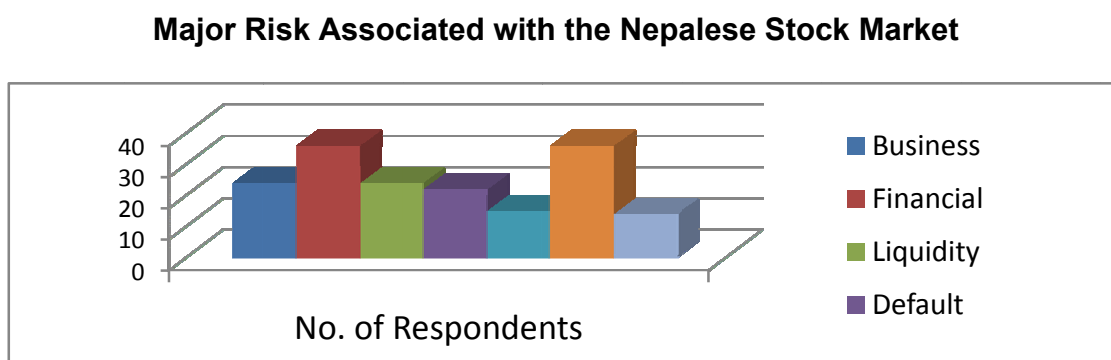 Major Risk Associated with the Nepalese Stock Market
40
30
20
10
0
No. of Respondents
Business
Financial
Liquidity
Default